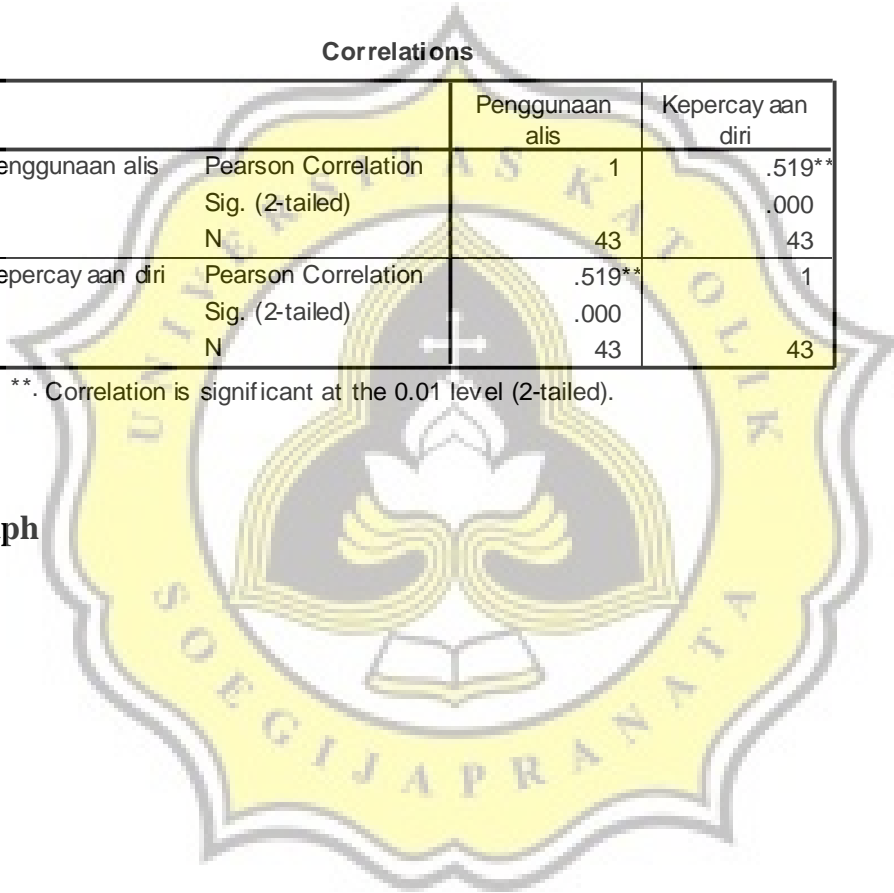 Correlations
Penggunaan alis Kepercay aan diri
enggunaan alis Pearson Correlation 1 .519**
Sig. (2-tailed) .000
N 43 43
epercay aan diri Pearson Correlation .519** 1
Sig. (2-tailed) .000
N 43 43
**. Correlation is significant at the 0.01 level (2-tailed).
ph
UNIVERSITAS KATOLIK
SOEGIJAPRANATA